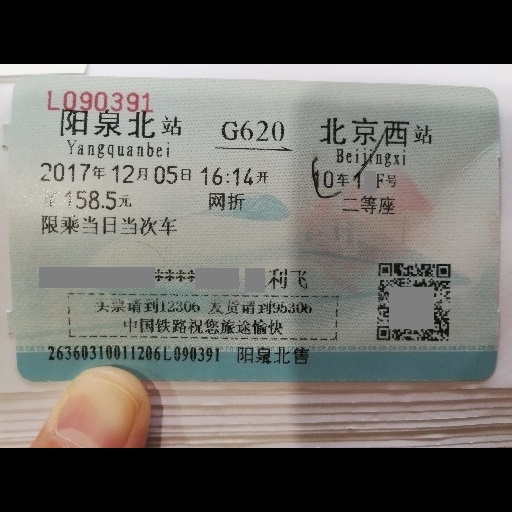 L090391
阳泉北站 G620 北京西站
Yangquanbei Beijingxi
2017年12月05日16:14开 10车1 F号
¥158.5元 网折 二等座
限乘当日当次车
**** 利飞
买票请到12306 发货请到95306
中国铁路祝您旅途愉快
26360310011206L090391 阳泉北售